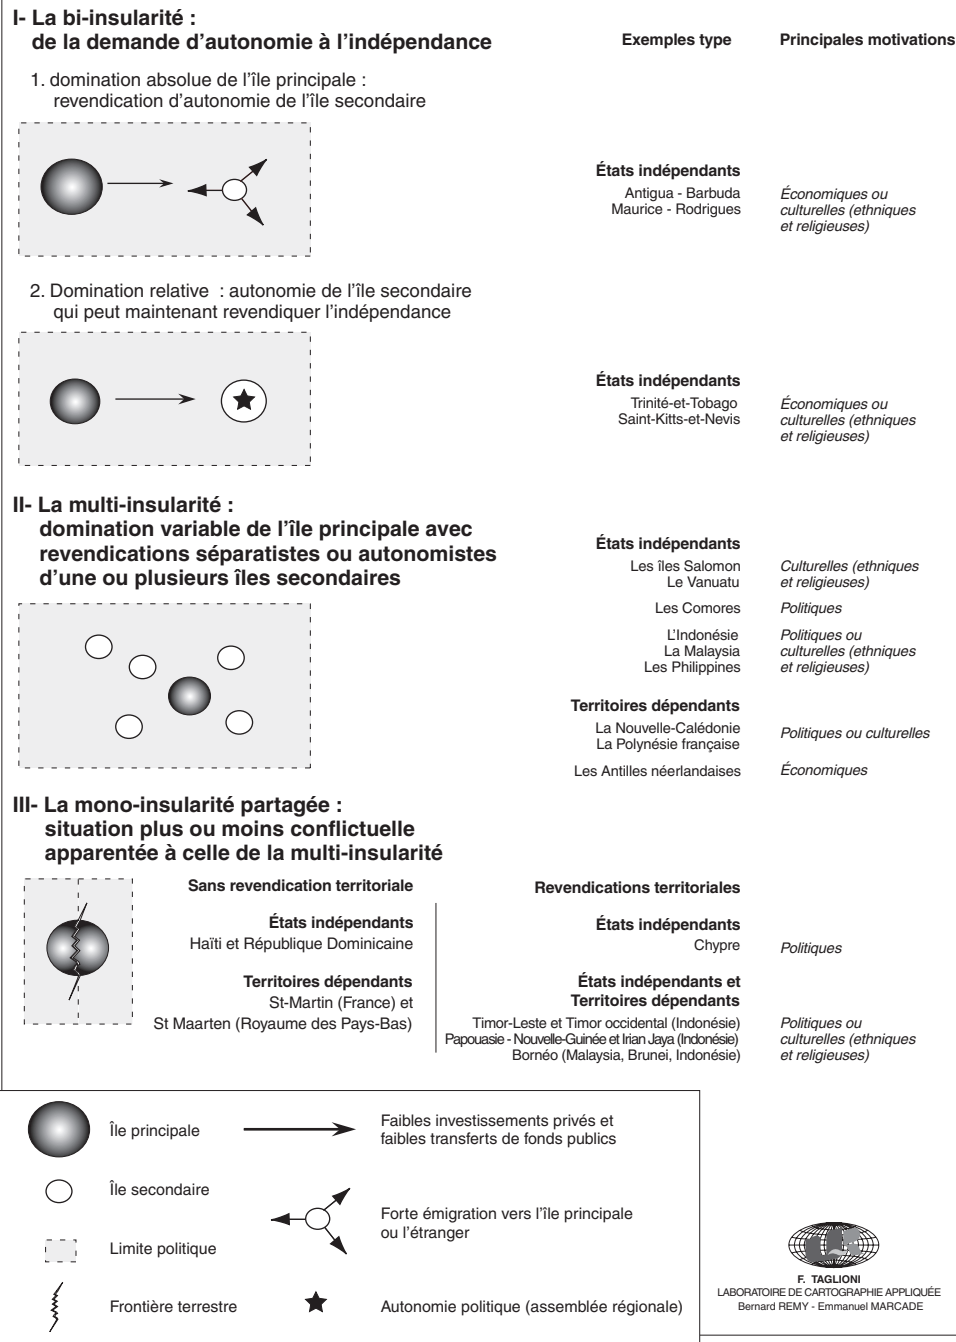 I- La bi-insularité :
de la demande d'autonomie à l'indépendance
Exemples type
Principales motivations
1. domination absolue de l'île principale :
revendication d'autonomie de l'île secondaire
États indépendants
Antigua - Barbuda
Maurice - Rodrigues
Économiques ou
culturelles (ethniques
et religieuses)
2. Domination relative : autonomie de l'île secondaire
qui peut maintenant revendiquer l'indépendance
États indépendants
Trinité-et-Tobago
Saint-Kitts-et-Nevis
Économiques ou
culturelles (ethniques
et religieuses)
II- La multi-insularité :
domination variable de l'île principale avec
revendications séparatistes ou autonomistes
d'une ou plusieurs îles secondaires
États indépendants
Les îles Salomon
Le Vanuatu
Culturelles (ethniques
et religieuses)
Les Comores
Politiques
L'Indonésie
La Malaysia
Les Philippines
Politiques ou
culturelles (ethniques
et religieuses)
Territoires dépendants
La Nouvelle-Calédonie
La Polynésie française
Politiques ou culturelles
Les Antilles néerlandaises
Économiques
III- La mono-insularité partagée :
situation plus ou moins conflictuelle
apparentée à celle de la multi-insularité
Sans revendication territoriale
États indépendants
Haïti et République Dominicaine
Territoires dépendants
St-Martin (France) et
St Maarten (Royaume des Pays-Bas)
Revendications territoriales
États indépendants
Chypre
Politiques
États indépendants et
Territoires dépendants
Timor-Leste et Timor occidental (Indonésie)
Papouasie - Nouvelle-Guinée et Irian Jaya (Indonésie)
Bornéo (Malaysia, Brunei, Indonésie)
Politiques ou
culturelles (ethniques
et religieuses)
Île principale
Île secondaire
Limite politique
Frontière terrestre
Faibles investissements privés et
faibles transferts de fonds publics
Forte émigration vers l'île principale
ou l'étranger
Autonomie politique (assemblée régionale)
F. TAGLIONI
LABORATOIRE DE CARTOGRAPHIE APPLIQUÉE
Bernard REMY - Emmanuel MARCADE